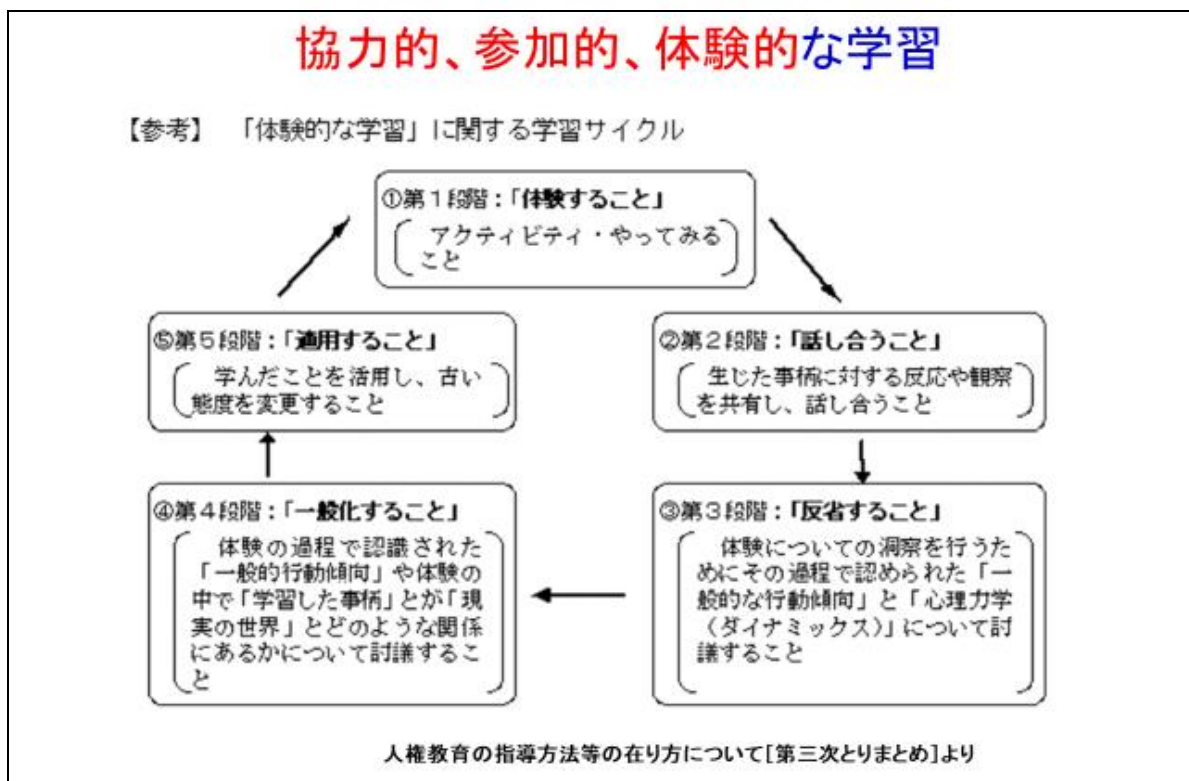 協力的、参加的、体験的な学習
【参考】 「体験的な学習」に関する学習サイクル
①第1段階：「体験すること」
アクティビティ・やってみる
こと
②第2段階：「話し合うこと」
生じた事柄に対する反応や観察
を共有し、話し合うこと
③第3段階：「反省すること」
体験についての洞察を行うた
めにその過程で認められた「一
般的な行動傾向」と「心理力学
（ダイナミックス）」について討
議すること
④第4段階：「一般化すること」
体験の過程で認識された
「一般的行動傾向」や体験の
中で「学習した事柄」とが「現
実の世界」とどのような関係
にあるかについて討議するこ
と
⑤第5段階：「適用すること」
学んだことを活用し、古い
態度を変更すること
人権教育の指導方法等の在り方について[第三次とりまとめ]より